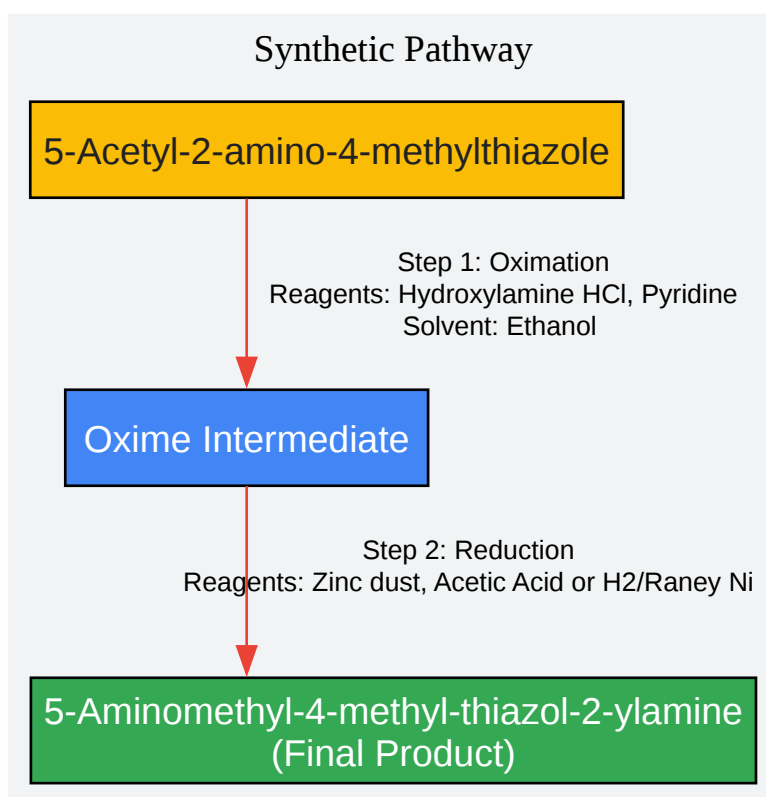 Synthetic Pathway
5-Acetyl-2-amino-4-methylthiazole
Step 1: Oximation
Reagents: Hydroxylamine HCl, Pyridine
Solvent: Ethanol
Oxime Intermediate
Step 2: Reduction
Reagents: Zinc dust, Acetic Acid or H2/Raney Ni
5-Aminomethyl-4-methyl-thiazol-2-ylamine
(Final Product)